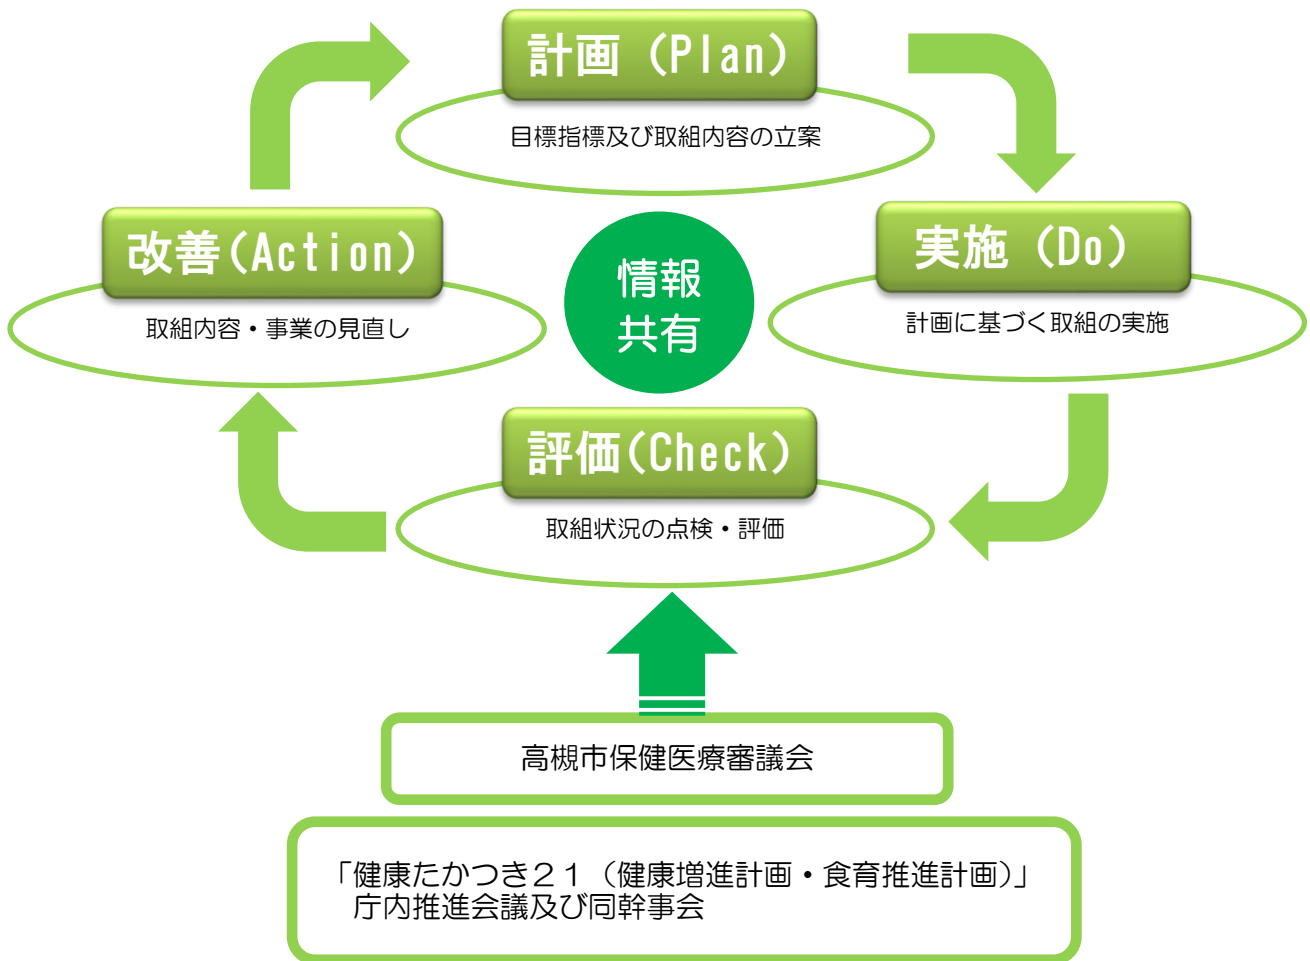 計画（Plan）
目標指標及び取組内容の立案
改善(Action)
取組内容・事業の見直し
情報
共有
実施（Do）
計画に基づく取組の実施
評価(Check)
取組状況の点検・評価
高槻市保健医療審議会
「健康たかつき２１（健康増進計画・食育推進計画）」
庁内推進会議及び同幹事会